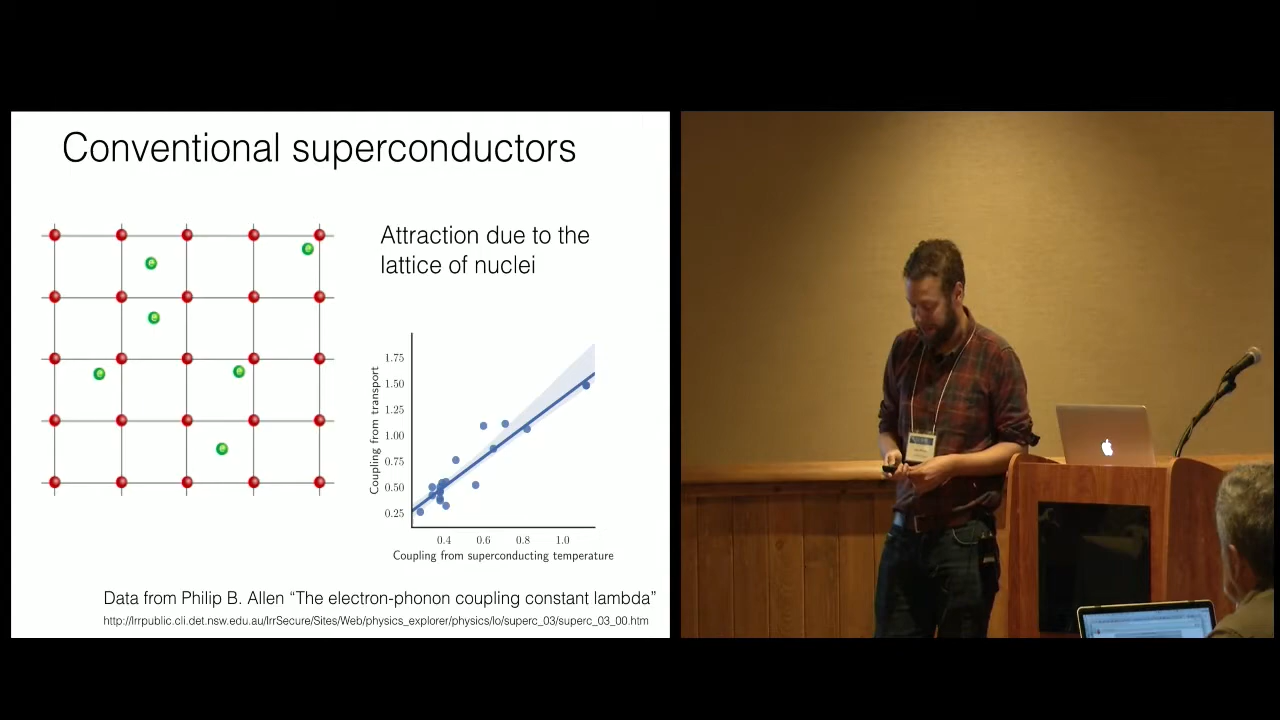 Conventional superconductors
Attraction due to the
lattice of nuclei
Coupling from transport
1.75
1.50
1.25
1.00
0.75
0.50
0.25
0.4 0.6 0.8 1.0
Coupling from superconducting temperature
Data from Philip B. Allen “The electron-phonon coupling constant lambda”
http://lrrpublic.cli.det.nsw.edu.au/lrrSecure/Sites/Web/physics_explorer/physics/lo/superc_03/superc_03_00.htm